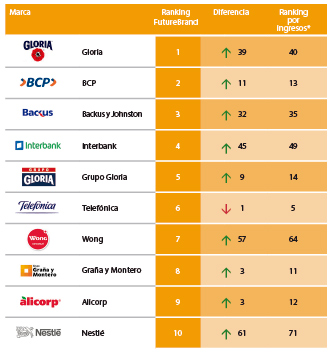 Marca Ranking FutureBrand Diferencia Ranking por Ingresos*
GLORIA Gloria 1 39 40
BCP BCP 2 11 13
Backus Backus y Johnston 3 32 35
Interbank Interbank 4 45 49
GRUPO GLORIA Grupo Gloria 5 9 14
Telefónica Telefónica 6 1 5
Wong Wong 7 57 64
Graña y Montero Graña y Montero 8 3 11
alicorp Alicorp 9 3 12
Nestlé Nestlé 10 61 71